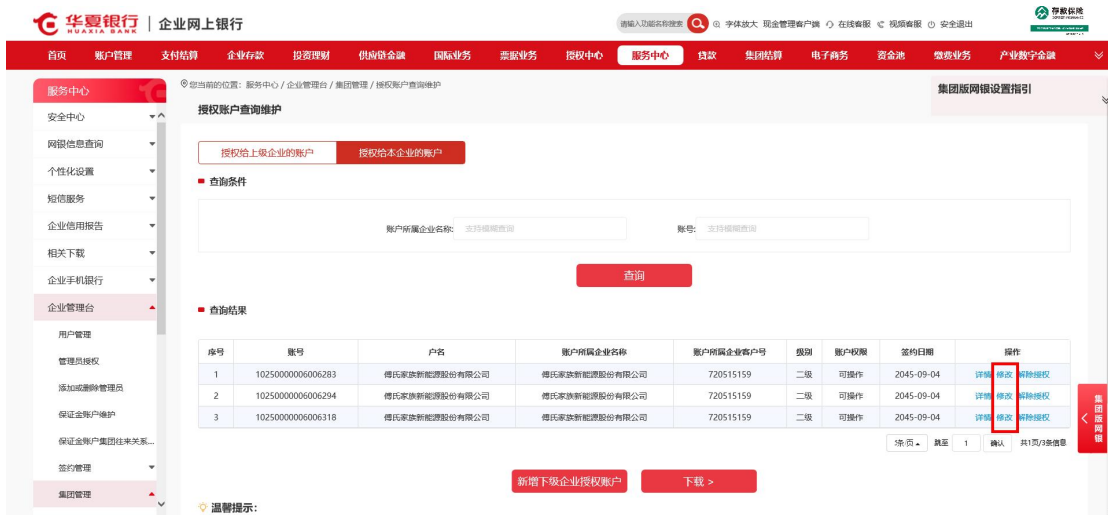 华夏银行 企业网上银行
HUAXIA BANK
请输入功能名称搜索 字体放大 现金管理客户端 在线客服 视频客服 安全退出
存款保险
首页 账户管理 支付结算 企业存款 投资理财 供应链金融 国际业务 票据业务 授权中心 服务中心 贷款 集团结算 电子商务 资金池 缴费业务 产业数字金融
服务中心
安全中心
网银信息查询
个性化设置
短信服务
企业信用报告
相关下载
企业手机银行
企业管理台
用户管理
管理员授权
添加或删除管理员
保证金账户维护
保证金账户集团往来关系...
签约管理
集团管理
您当前的位置: 服务中心 / 企业管理台 / 集团管理 / 授权账户查询维护
集团版网银设置指引
授权账户查询维护
授权给上级企业的账户 授权给本企业的账户
查询条件
账户所属企业名称: 支持模糊查询 账号: 支持模糊查询
查询
查询结果
序号 账号 户名 账户所属企业名称 账户所属企业客户号 级别 账户权限 签约日期 操作
1 10250000006006283 傅氏家族新能源股份有限公司 傅氏家族新能源股份有限公司 720515159 二级 可操作 2045-09-04 详情 修改 解除授权
2 10250000006006294 傅氏家族新能源股份有限公司 傅氏家族新能源股份有限公司 720515159 二级 可操作 2045-09-04 详情 修改 解除授权
3 10250000006006318 傅氏家族新能源股份有限公司 傅氏家族新能源股份有限公司 720515159 二级 可操作 2045-09-04 详情 修改 解除授权
条/页 跳至 1 确认 共1页/3条信息
新增下级企业授权账户 下载 >
温馨提示:
集团版网银